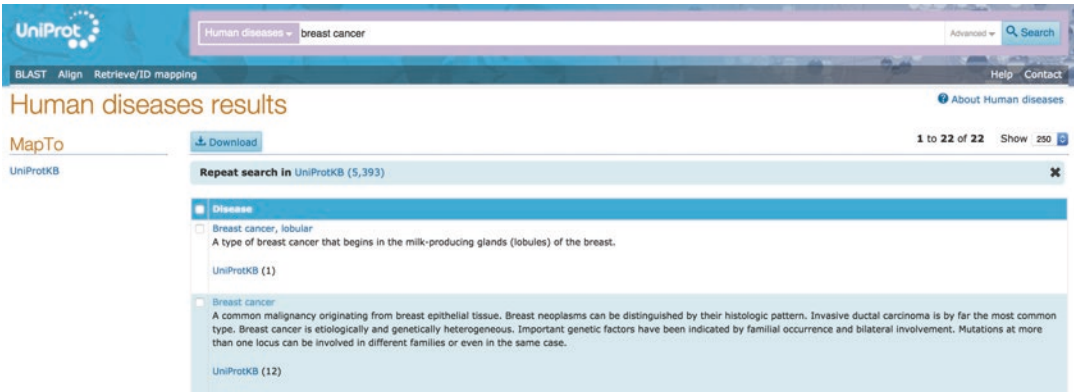 UniProt
Human diseases breast cancer Advanced Search
BLAST Align Retrieve/ID mapping Help Contact
Human diseases results
About Human diseases
MapTo
Download
1 to 22 of 22 Show 250
UniProtKB
Repeat search in UniProtKB (5,393)
Disease
Breast cancer, lobular
A type of breast cancer that begins in the milk-producing glands (lobules) of the breast.
UniProtKB (1)
Breast cancer
A common malignancy originating from breast epithelial tissue. Breast neoplasms can be distinguished by their histologic pattern. Invasive ductal carcinoma is by far the most common
type. Breast cancer is etiologically and genetically heterogeneous. Important genetic factors have been indicated by familial occurrence and bilateral involvement. Mutations at more
than one locus can be involved in different families or even in the same case.
UniProtKB (12)